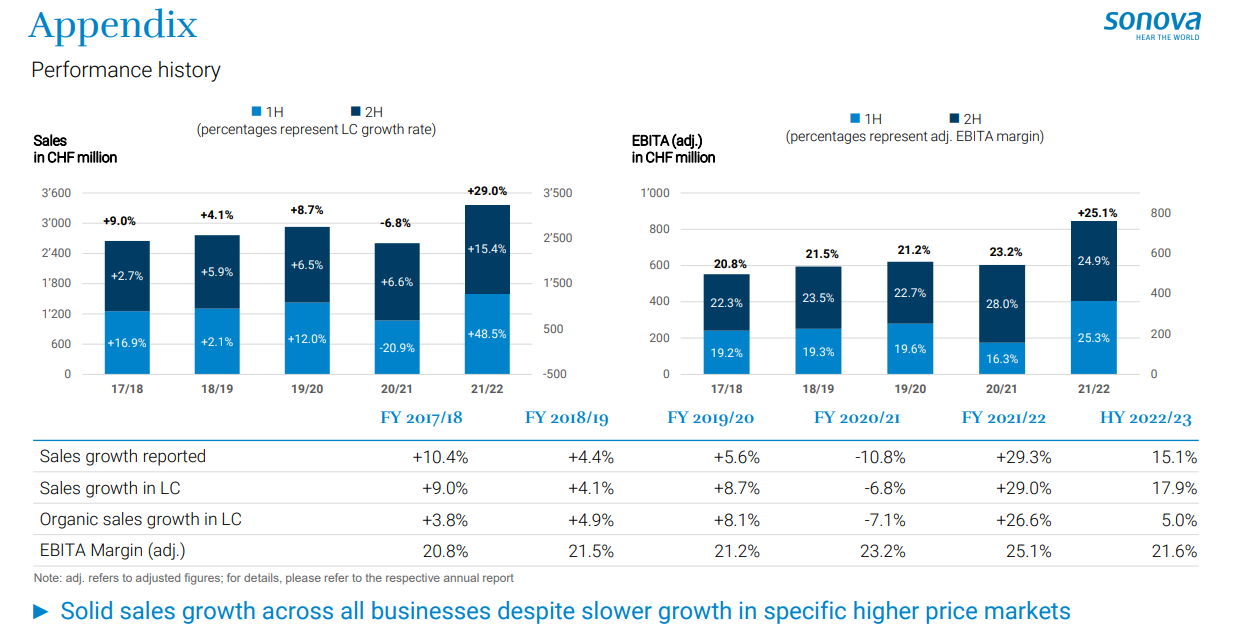 Appendix
sonova
HEAR THE WORLD
Performance history
1H 2H
(percentages represent LC growth rate)
Sales
in CHF million
3’600 3’500
3’000 2’500
2’400 1’500
1’800 500
1’200 -500
600
0
+9.0% +4.1% +8.7% -6.8% +29.0%
+2.7% +5.9% +6.5% +6.6% +15.4%
+16.9% +2.1% +12.0% -20.9% +48.5%
17/18 18/19 19/20 20/21 21/22
1H 2H
(percentages represent adj. EBITA margin)
EBITA (adj.)
in CHF million
1’000 800
800 600
600 400
400 200
200 0
0
20.8% 21.5% 21.2% 23.2% +25.1%
22.3% 23.5% 22.7% 28.0% 24.9%
19.2% 19.3% 19.6% 16.3% 25.3%
17/18 18/19 19/20 20/21 21/22
FY 2017/18 FY 2018/19 FY 2019/20 FY 2020/21 FY 2021/22 HY 2022/23
Sales growth reported +10.4% +4.4% +5.6% -10.8% +29.3% 15.1%
Sales growth in LC +9.0% +4.1% +8.7% -6.8% +29.0% 17.9%
Organic sales growth in LC +3.8% +4.9% +8.1% -7.1% +26.6% 5.0%
EBITA Margin (adj.) 20.8% 21.5% 21.2% 23.2% 25.1% 21.6%
Note: adj. refers to adjusted figures; for details, please refer to the respective annual report
► Solid sales growth across all businesses despite slower growth in specific higher price markets